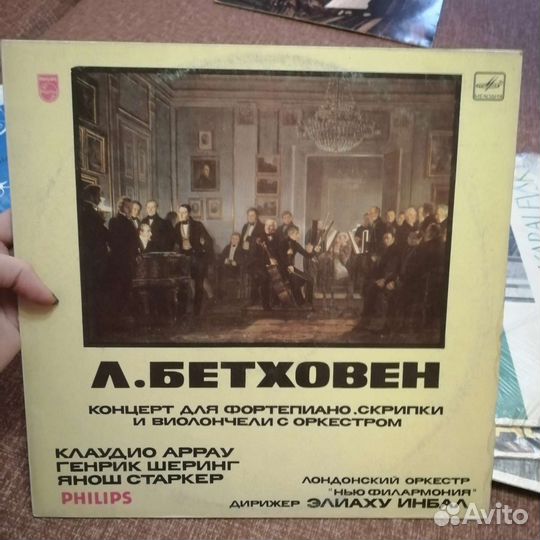 МЕЛОДИЯ
Л.БЕТХОВЕН
КОНЦЕРТ ДЛЯ ФОРТЕПИАНО.СКРИПКИ
И ВИОЛОНЧЕЛИ С ОРКЕСТРОМ
КЛАУДИО АРРАУ
ГЕНРИК ШЕРИНГ
ЯНОШ СТАРКЕР
PHILIPS
ЛОНДОНСКИЙ ОРКЕСТР
"НЬЮ ФИЛАРМОНИЯ"
ДИРИЖЕР ЭЛИАХУ ИНБАЛ
Avito